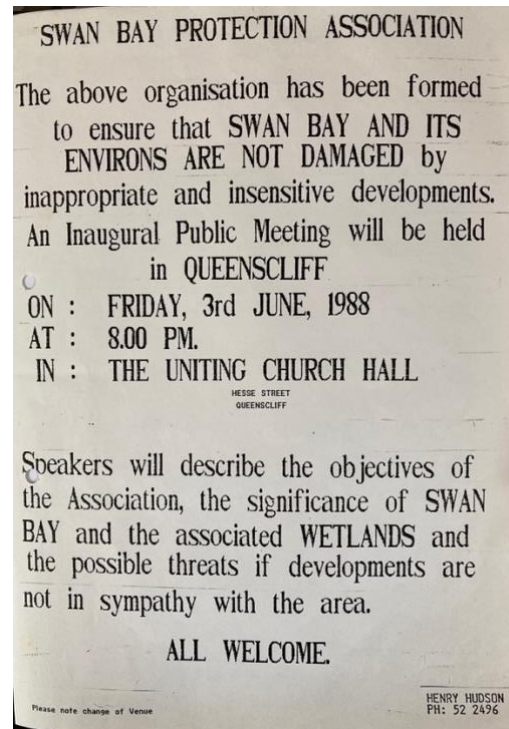 SWAN BAY PROTECTION ASSOCIATION
The above organisation has been formed
to ensure that SWAN BAY AND ITS
ENVIRONS ARE NOT DAMAGED by
inappropriate and insensitive developments.
An Inaugural Public Meeting will be held
in QUEENSCLIFF
ON : FRIDAY, 3rd JUNE, 1988
AT : 8.00 PM.
IN : THE UNITING CHURCH HALL
HESSE STREET
QUEENSCLIFF
Speakers will describe the objectives of
the Association, the significance of SWAN
BAY and the associated WETLANDS and
the possible threats if developments are
not in sympathy with the area.
ALL WELCOME.
Please note change of Venue
HENRY HUDSON
PH: 52 2496